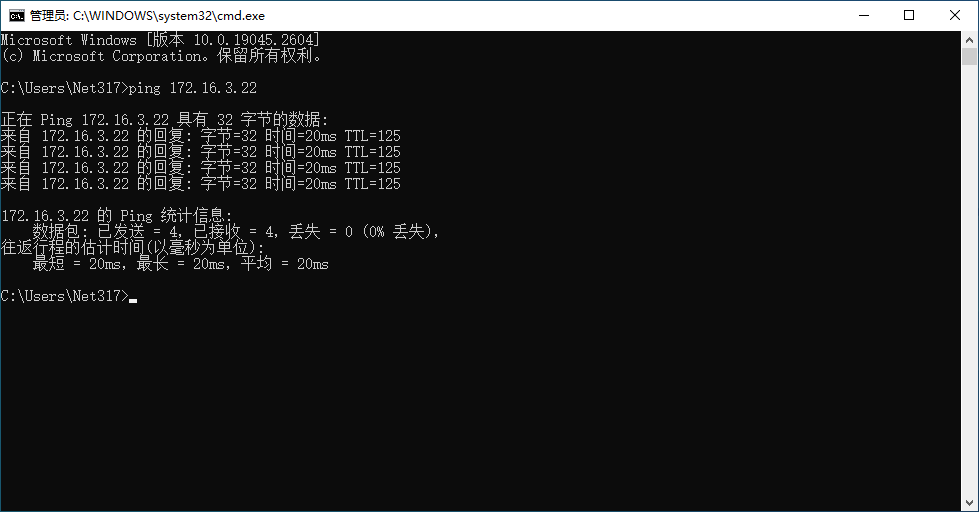 管理员: C:\WINDOWS\system32\cmd.exe
Microsoft Windows [版本 10.0.19045.2604]
(c) Microsoft Corporation。保留所有权利。
C:\Users\Net317>ping 172.16.3.22
正在 Ping 172.16.3.22 具有 32 字节的数据:
来自 172.16.3.22 的回复: 字节=32 时间=20ms TTL=125
来自 172.16.3.22 的回复: 字节=32 时间=20ms TTL=125
来自 172.16.3.22 的回复: 字节=32 时间=20ms TTL=125
来自 172.16.3.22 的回复: 字节=32 时间=20ms TTL=125
172.16.3.22 的 Ping 统计信息:
数据包: 已发送 = 4, 已接收 = 4, 丢失 = 0 (0% 丢失),
往返行程的估计时间(以毫秒为单位):
最短 = 20ms, 最长 = 20ms, 平均 = 20ms
C:\Users\Net317>